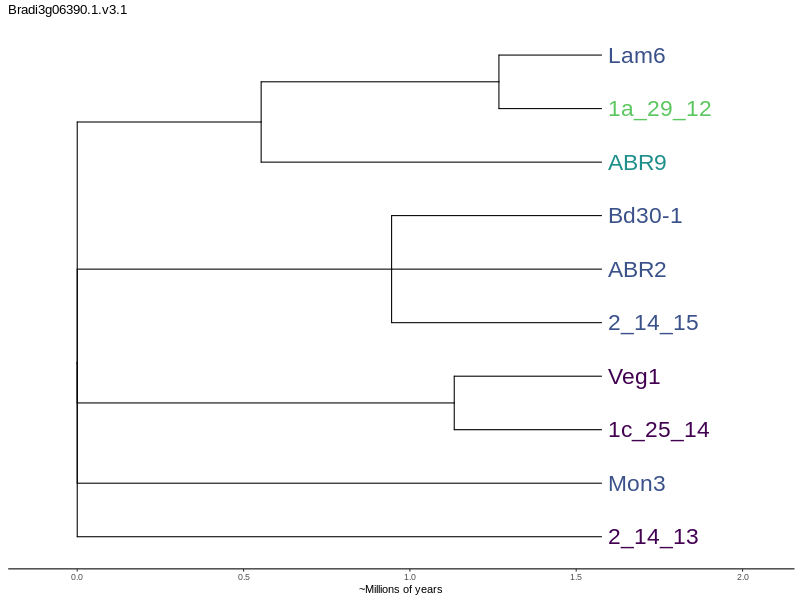 Bradi3g06390.1.v3.1
Lam6
1a_29_12
ABR9
Bd30-1
ABR2
2_14_15
Veg1
1c_25_14
Mon3
2_14_13
0.0 0.5 1.0 1.5 2.0
~Millions of years